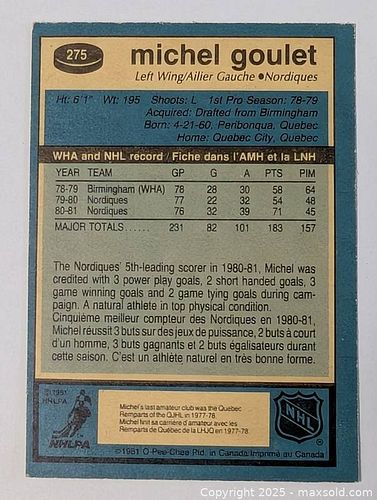 275
michel goulet
Left Wing/Ailier Gauche ●Nordiques
Ht: 6'1" Wt: 195 Shoots: L 1st Pro Season: 78-79
Acquired: Drafted from Birmingham
Born: 4-21-60, Peribonqua, Quebec
Home: Quebec City, Quebec
WHA and NHL record/Fiche dans l'AMH et la LNH
YEAR TEAM GP G A PTS PIM
78-79 Birmingham (WHA) 78 28 30 58 64
79-80 Nordiques 77 22 32 54 48
80-81 Nordiques 76 32 39 71 45
MAJOR TOTALS...... 231 82 101 183 157
The Nordiques' 5th-leading scorer in 1980-81, Michel was
credited with 3 power play goals, 2 short handed goals, 3
game winning goals and 2 game tying goals during cam-
paign. A natural athlete in top physical condition.
Cinquième meilleur compteur des Nordiques en 1980-81,
Michel réussit 3 buts sur des jeux de puissance, 2 buts à court
d'un homme, 3 buts gagnants et 2 buts égalisateurs durant
cette saison. C'est un athlète naturel en très bonne forme.
© 1981
NHLPA
NHLPA
Michel's last amateur club was the Quebec
Remparts of the QJHL in 1977-78.
Michel finit sa carrière d'amateur avec les
Remparts de Québec de la LHJQ en 1977-78.
NHL
®
©1981 O-Pee-Chee Ltd. in Canada Imprimé au Canada
Copyright 2025 - maxsold.com